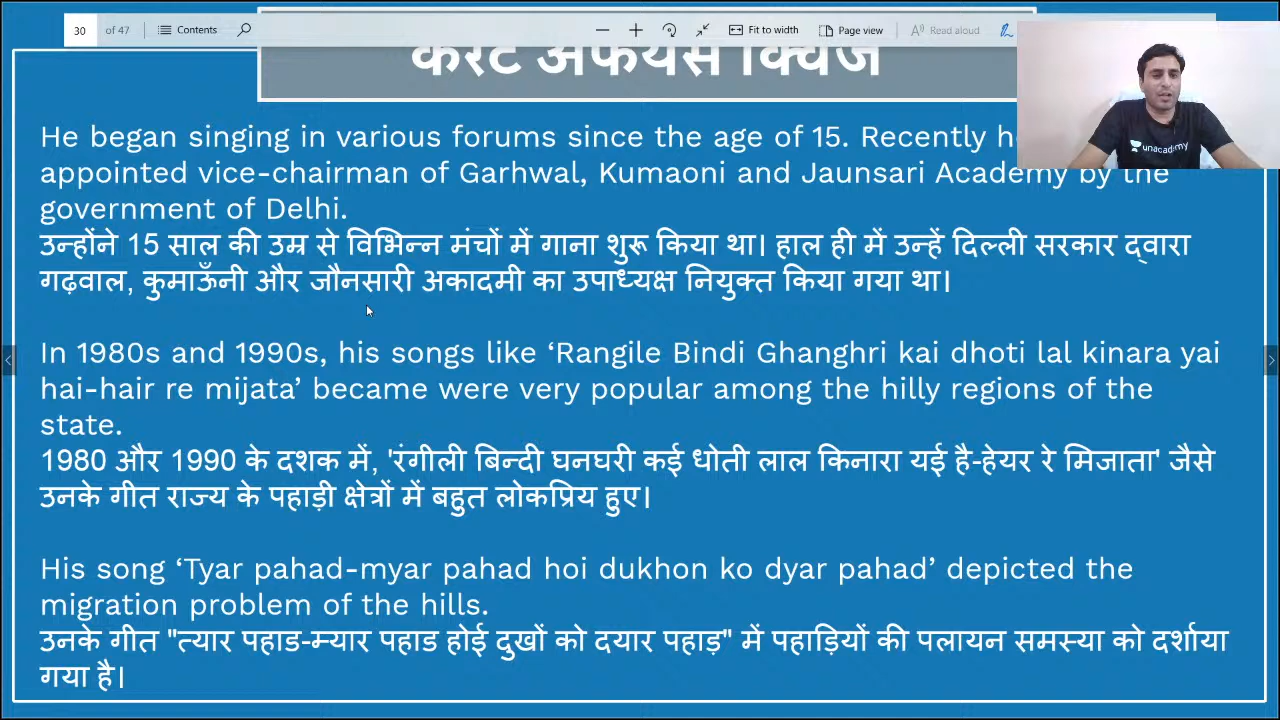 30 of 47 Contents Fit to width Page view Read aloud
करंट अफेयर्स क्विज
unacademy
He began singing in various forums since the age of 15. Recently
appointed vice-chairman of Garhwal, Kumaoni and Jaunsari Academy by the
government of Delhi.
उन्होंने 15 साल की उम्र से विभिन्न मंचों में गाना शुरू किया था। हाल ही में उन्हें दिल्ली सरकार द्वारा
गढ़वाल, कुमाऊँनी और जौनसारी अकादमी का उपाध्यक्ष नियुक्त किया गया था।
In 1980s and 1990s, his songs like ‘Rangile Bindi Ghanghri kai dhoti lal kinara yai
hai-hair re mijata’ became were very popular among the hilly regions of the
state.
1980 और 1990 के दशक में, 'रंगीली बिन्दी घनघरी कई धोती लाल किनारा यई है-हेयर रे मिजाता' जैसे
उनके गीत राज्य के पहाड़ी क्षेत्रों में बहुत लोकप्रिय हुए।
His song ‘Tyar pahad-myar pahad hoi dukhon ko dyar pahad’ depicted the
migration problem of the hills.
उनके गीत "त्यार पहाड-म्यार पहाड होई दुखों को दयार पहाड़" में पहाड़ियों की पलायन समस्या को दर्शाया
गया है।